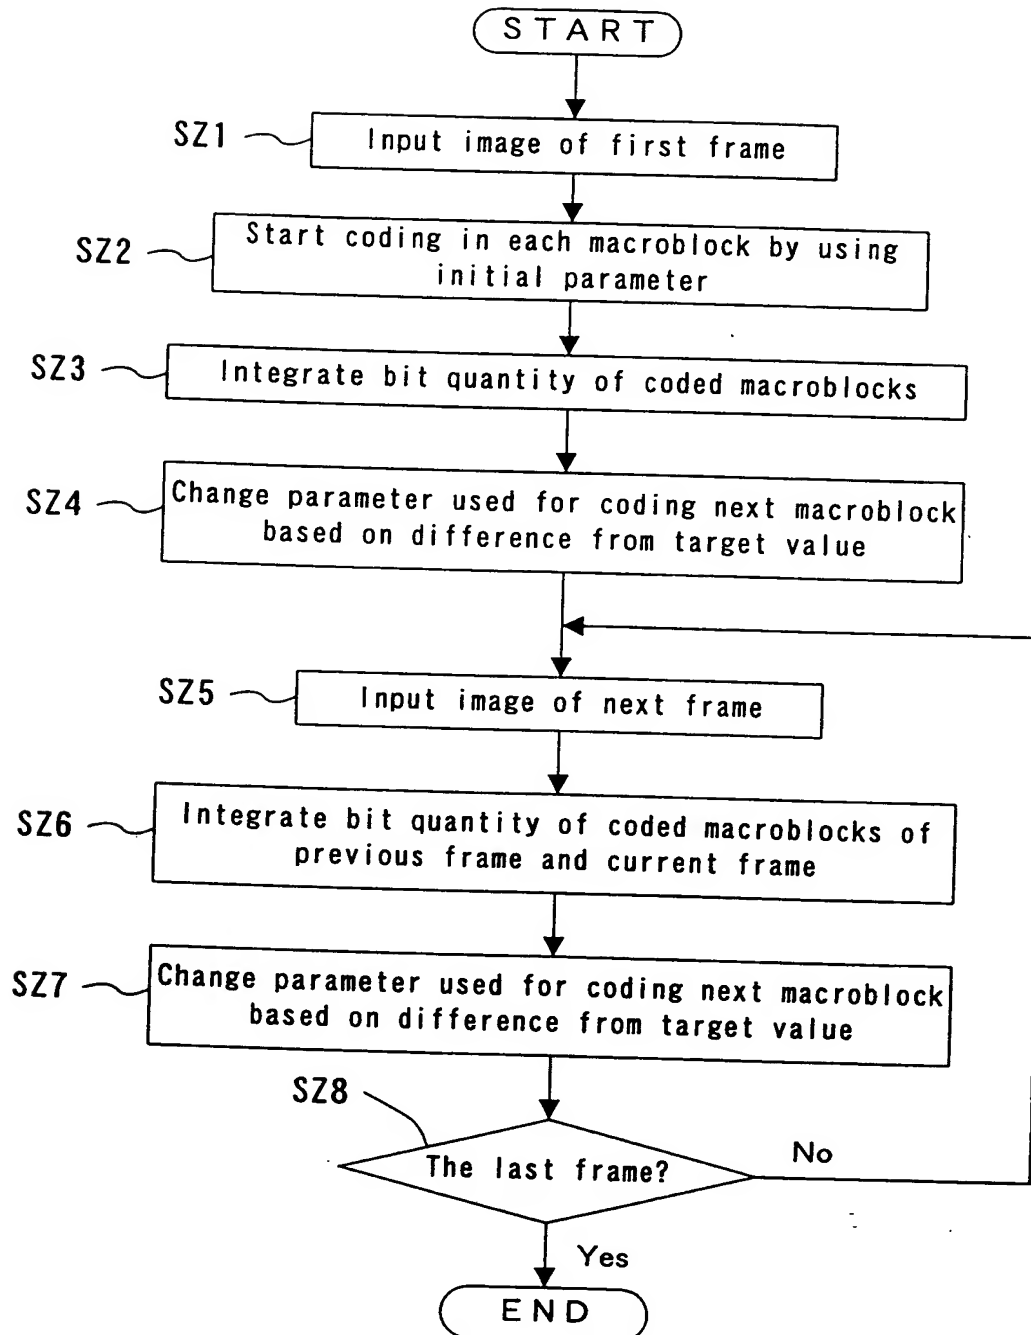 START
SZ1
Input image of first frame
SZ2
Start coding in each macroblock by using
initial parameter
SZ3
Integrate bit quantity of coded macroblocks
SZ4
Change parameter used for coding next macroblock
based on difference from target value
SZ5
Input image of next frame
SZ6
Integrate bit quantity of coded macroblocks of
previous frame and current frame
SZ7
Change parameter used for coding next macroblock
based on difference from target value
SZ8
The last frame?
No
Yes
END